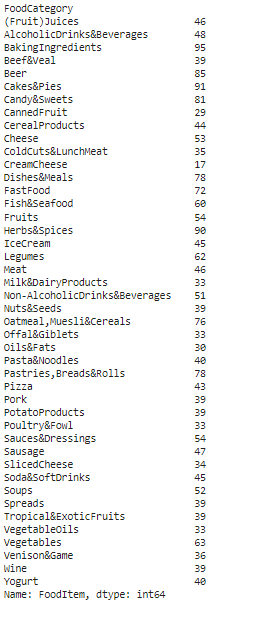 FoodCategory
(Fruit)Juices 46
AlcoholicDrinks&Beverages 48
BakingIngredients 95
Beef&Veal 39
Beer 85
Cakes&Pies 91
Candy&Sweets 81
CannedFruit 29
CerealProducts 44
Cheese 53
ColdCuts&LunchMeat 35
CreamCheese 17
Dishes&Meals 78
FastFood 72
Fish&Seafood 60
Fruits 54
Herbs&Spices 90
IceCream 45
Legumes 62
Meat 46
Milk&DairyProducts 33
Non-AlcoholicDrinks&Beverages 51
Nuts&Seeds 39
Oatmeal,Muesli&Cereals 76
Offal&Giblets 33
Oils&Fats 30
Pasta&Noodles 40
Pastries,Breads&Rolls 78
Pizza 43
Pork 39
PotatoProducts 39
Poultry&Fowl 33
Sauces&Dressings 54
Sausage 47
SlicedCheese 34
Soda&SoftDrinks 45
Soups 52
Spreads 39
Tropical&ExoticFruits 39
VegetableOils 33
Vegetables 63
Venison&Game 36
Wine 39
Yogurt 40
Name: FoodItem, dtype: int64